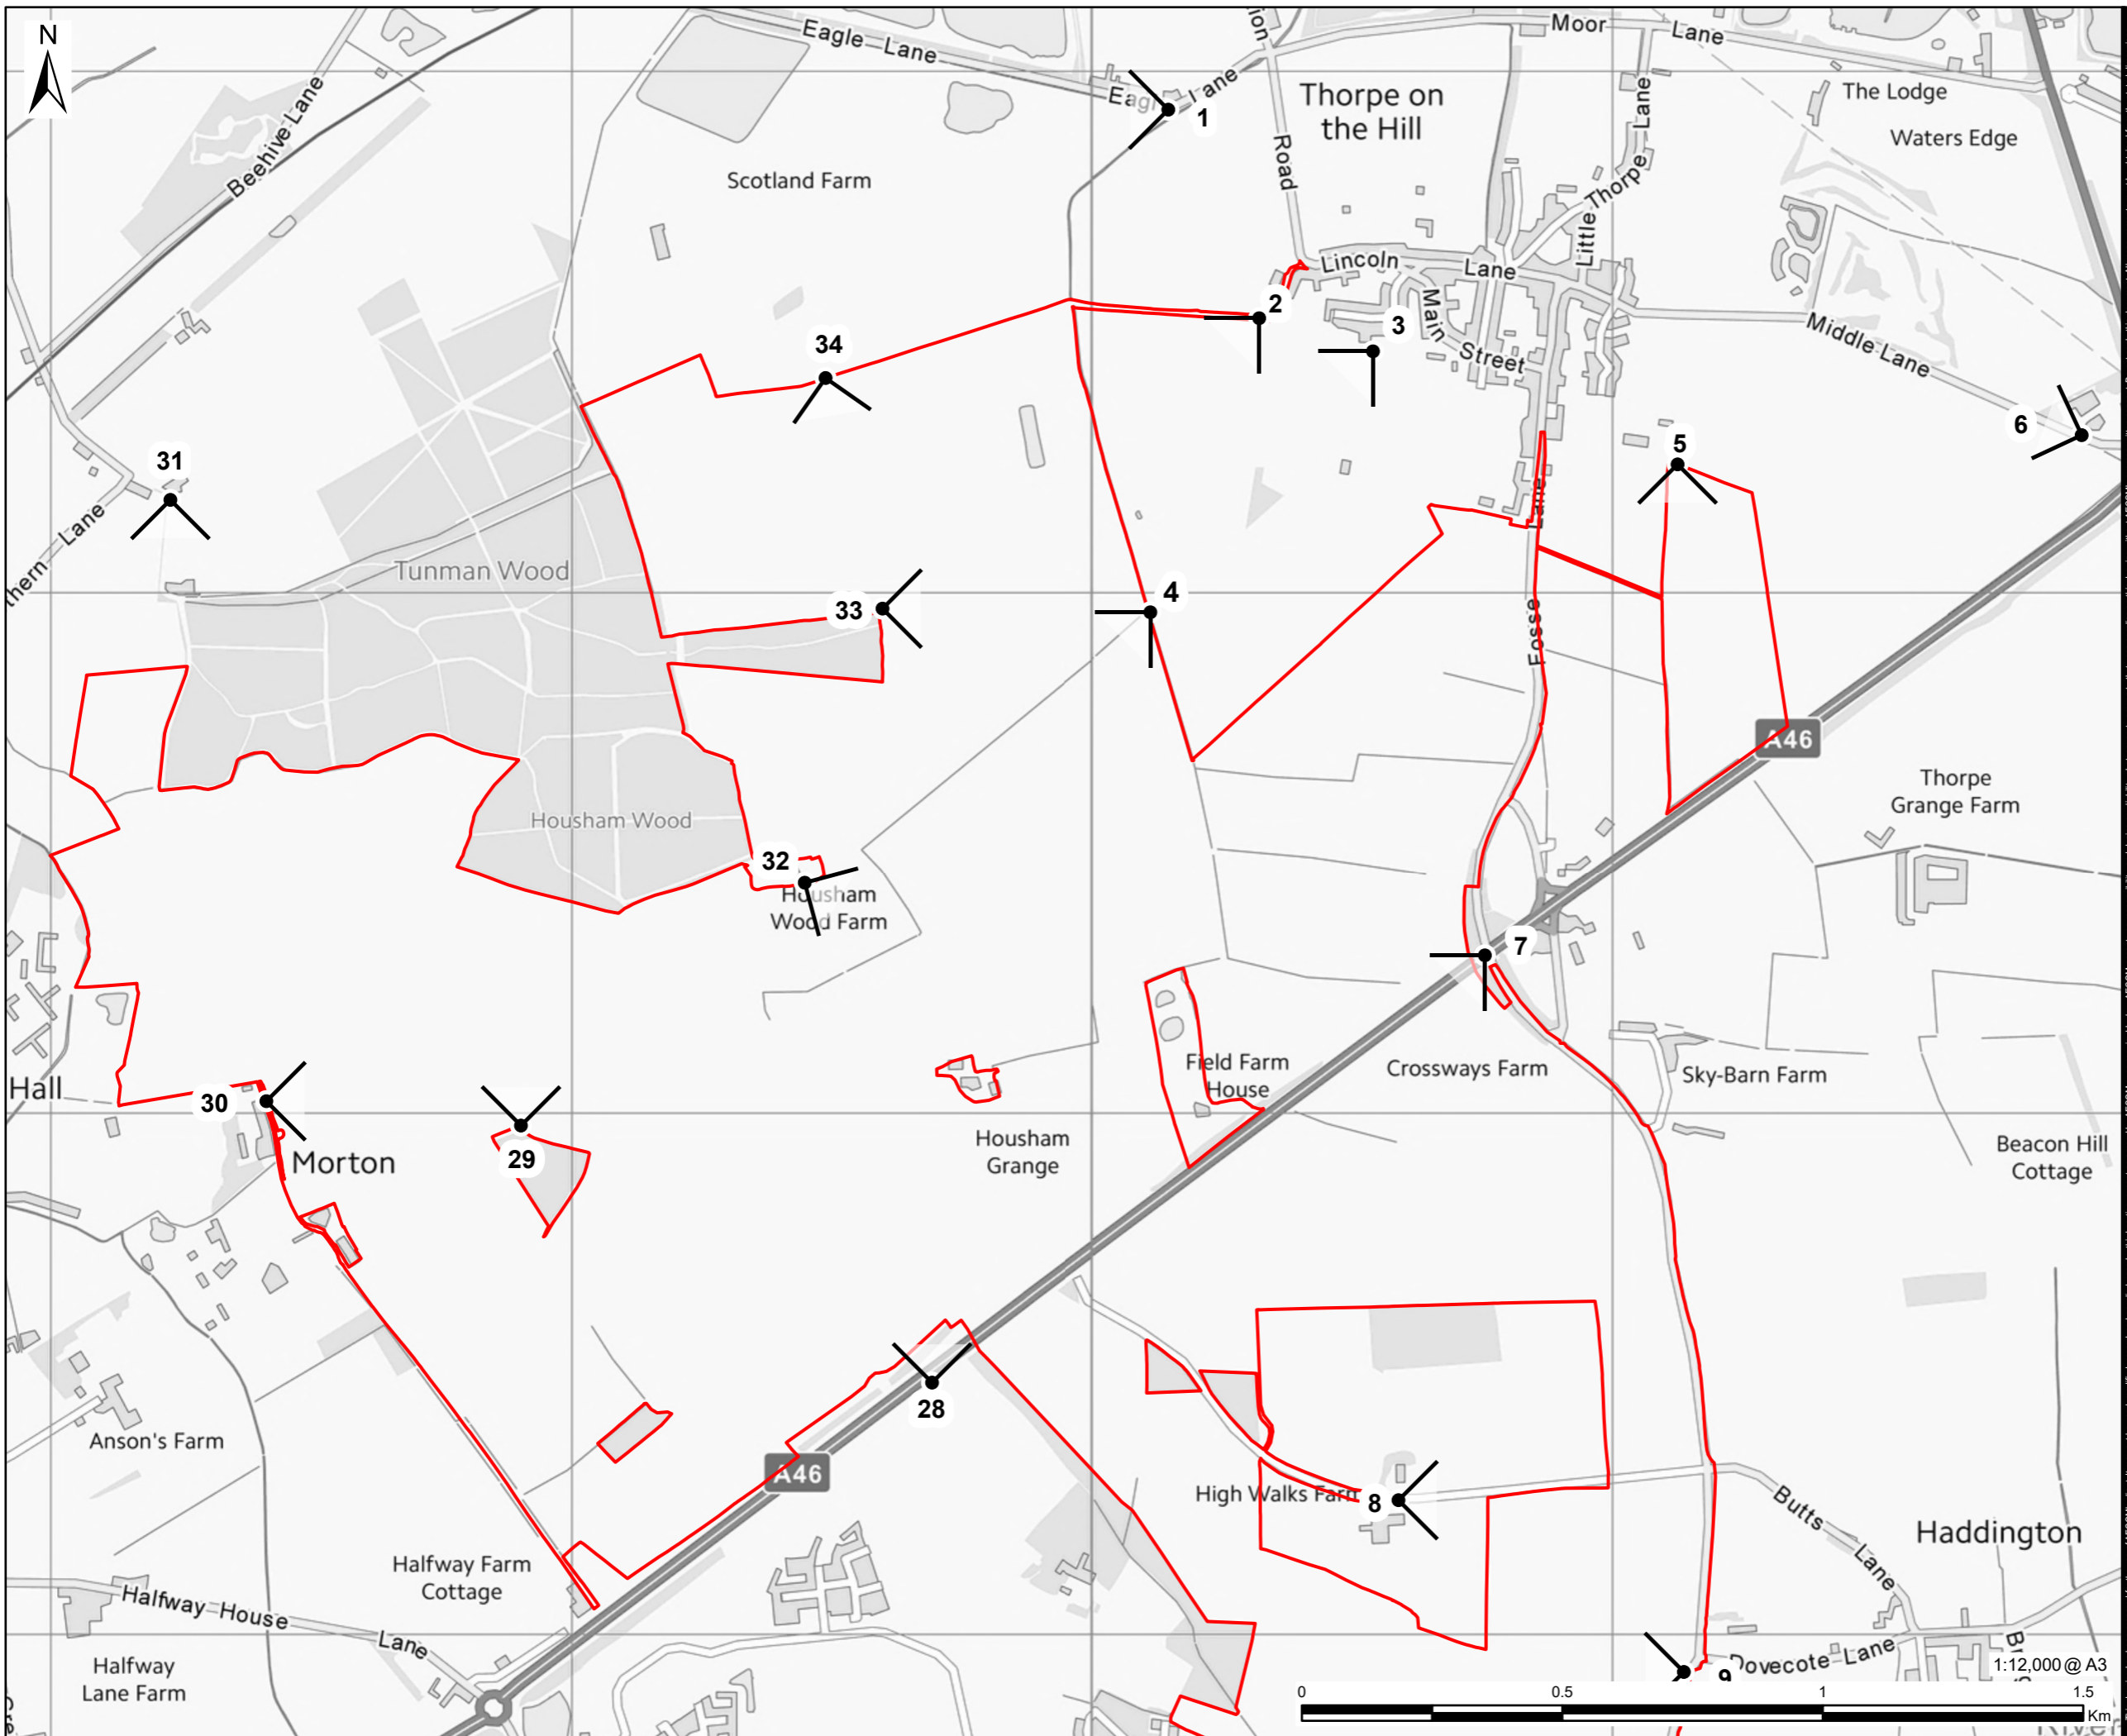 N
Eagle Lane
Moor Lane
Lane
1
Thorpe on
the Hill
The Lodge
Waters Edge
Beehive Lane
Scotland Farm
Road
Little Thorpe Lane
Lincoln Lane
2
3
Main Street
Middle Lane
34
6
5
31
Tunman Wood
Fosse Lane
4
33
A46
Thorpe
Grange Farm
Housham Wood
32
Housham
Wood Farm
7
Field Farm
House
Crossways Farm
Sky-Barn Farm
Hall
30
Morton
29
Housham
Grange
Beacon Hill
Cottage
28
Anson's Farm
A46
High Walks Farm
8
Butts Lane
Haddington
Halfway Farm
Cottage
Halfway House Lane
Halfway
Lane Farm
9
Dovecote Lane
1:12,000 @ A3
0 0.5 1 1.5
Km